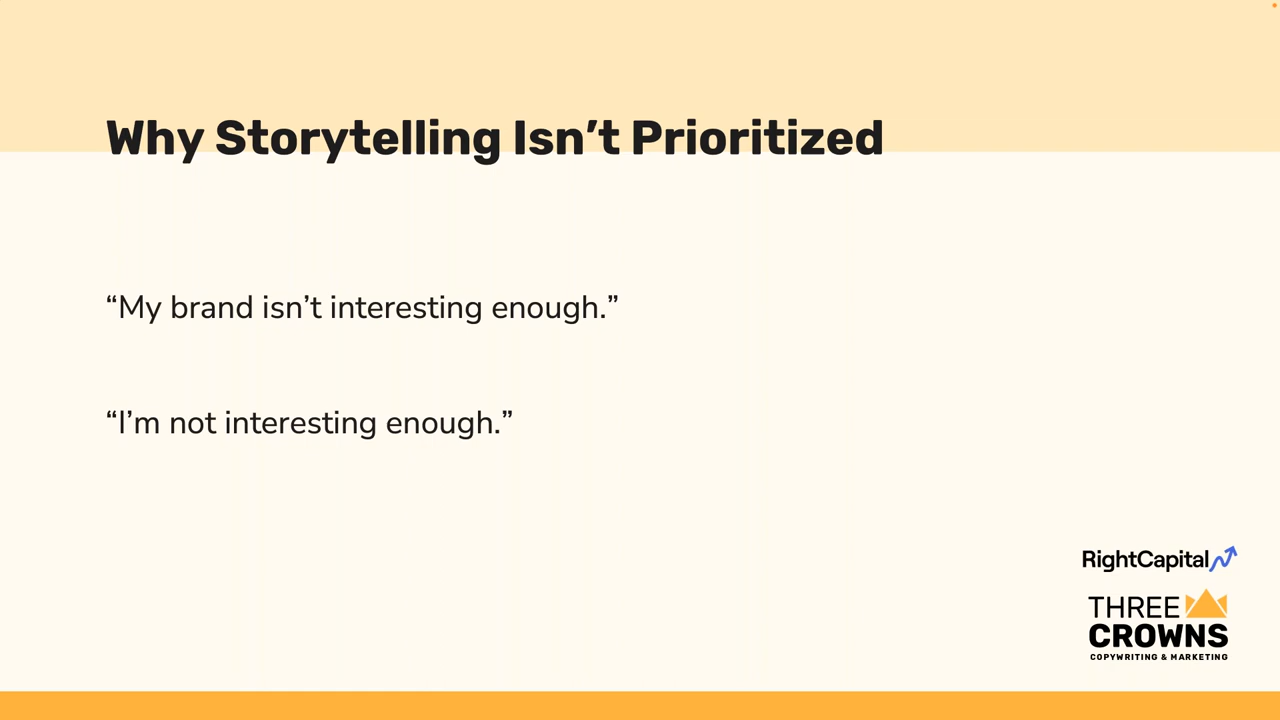 Why Storytelling Isn’t Prioritized
“My brand isn’t interesting enough.”
“I’m not interesting enough.”
RightCapital
THREE
CROWNS
COPYWRITING & MARKETING